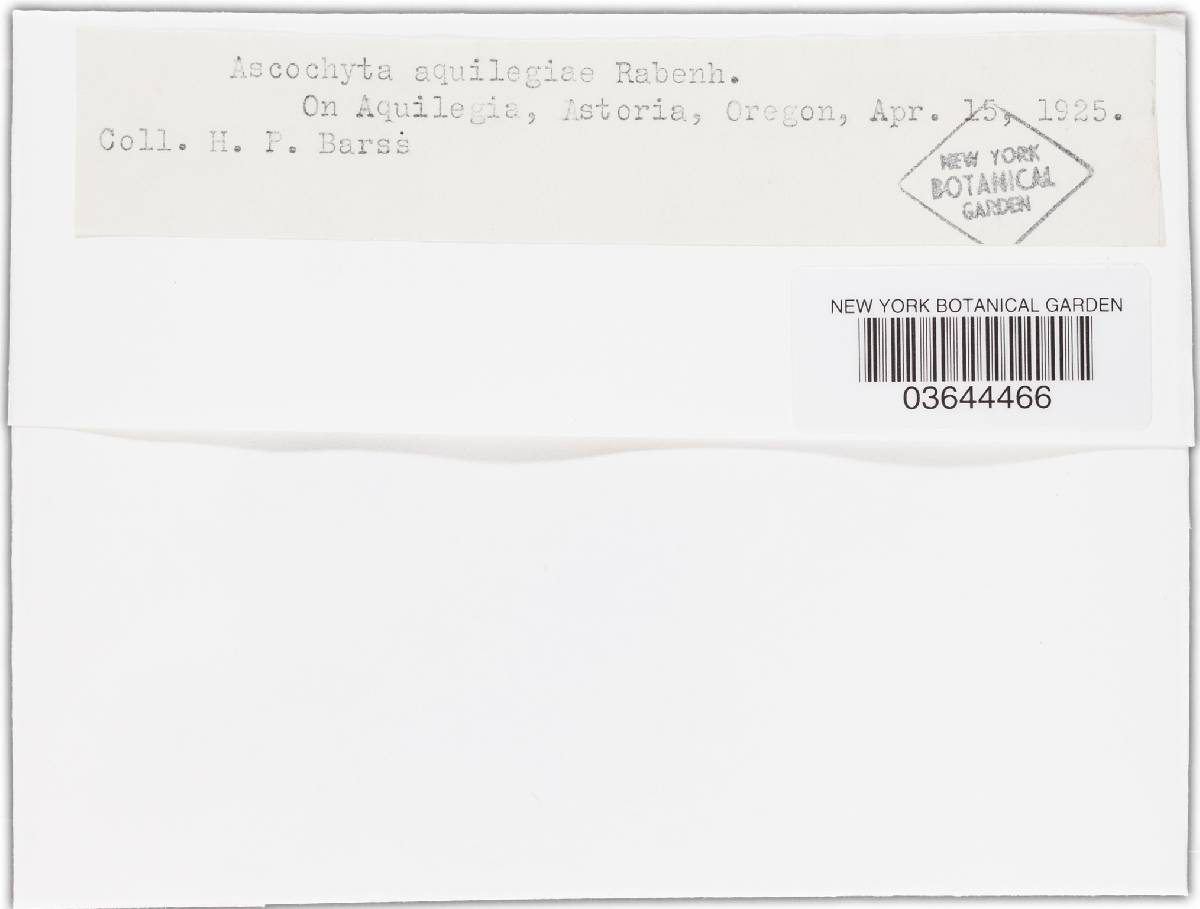 Ascochyta aquilegiae Rabenh.
On Aquilegia, Astoria, Oregon, Apr. 15, 1925.
Coll. H. P. Barss
NEW YORK
BOTANICAL
GARDEN
NEW YORK BOTANICAL GARDEN
03644466